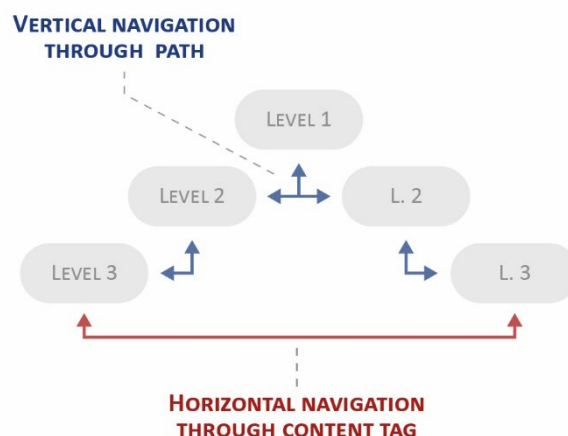 VERTICAL NAVIGATION
THROUGH PATH
LEVEL 1
LEVEL 2
L. 2
LEVEL 3
L. 3
HORIZONTAL NAVIGATION
THROUGH CONTENT TAG